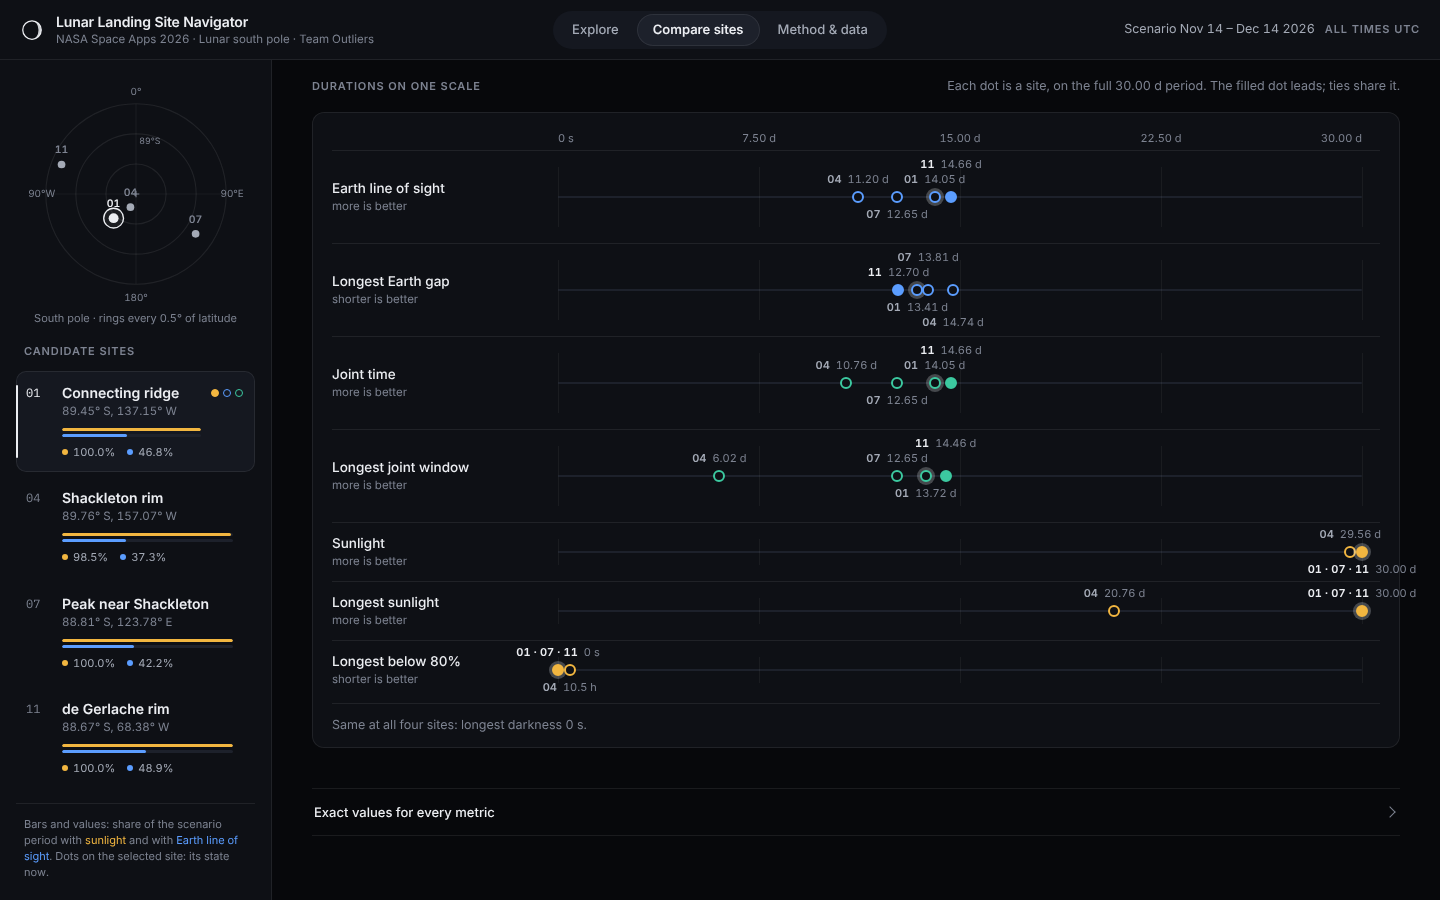 Lunar Landing Site Navigator
NASA Space Apps 2026 · Lunar south pole · Team Outliers
Explore
Compare sites
Method & data
Scenario Nov 14 – Dec 14 2026 ALL TIMES UTC
0°
89°S
11
90°W
04
90°E
01
07
180°
South pole · rings every 0.5° of latitude
CANDIDATE SITES
01 Connecting ridge
89.45° S, 137.15° W
100.0% 46.8%
04 Shackleton rim
89.76° S, 157.07° W
98.5% 37.3%
07 Peak near Shackleton
88.81° S, 123.78° E
100.0% 42.2%
11 de Gerlache rim
88.67° S, 68.38° W
100.0% 48.9%
Bars and values: share of the scenario
period with sunlight and with Earth line of
sight. Dots on the selected site: its state
now.
DURATIONS ON ONE SCALE
Each dot is a site, on the full 30.00 d period. The filled dot leads; ties share it.
0 s 7.50 d 15.00 d 22.50 d 30.00 d
Earth line of sight
more is better
11 14.66 d
04 11.20 d 01 14.05 d
07 12.65 d
Longest Earth gap
shorter is better
07 13.81 d
11 12.70 d
01 13.41 d
04 14.74 d
Joint time
more is better
11 14.66 d
04 10.76 d 01 14.05 d
07 12.65 d
Longest joint window
more is better
11 14.46 d
04 6.02 d 07 12.65 d
01 13.72 d
Sunlight
more is better
04 29.56 d
01 · 07 · 11 30.00 d
Longest sunlight
more is better
04 20.76 d 01 · 07 · 11 30.00 d
Longest below 80%
shorter is better
01 · 07 · 11 0 s
04 10.5 h
Same at all four sites: longest darkness 0 s.
Exact values for every metric